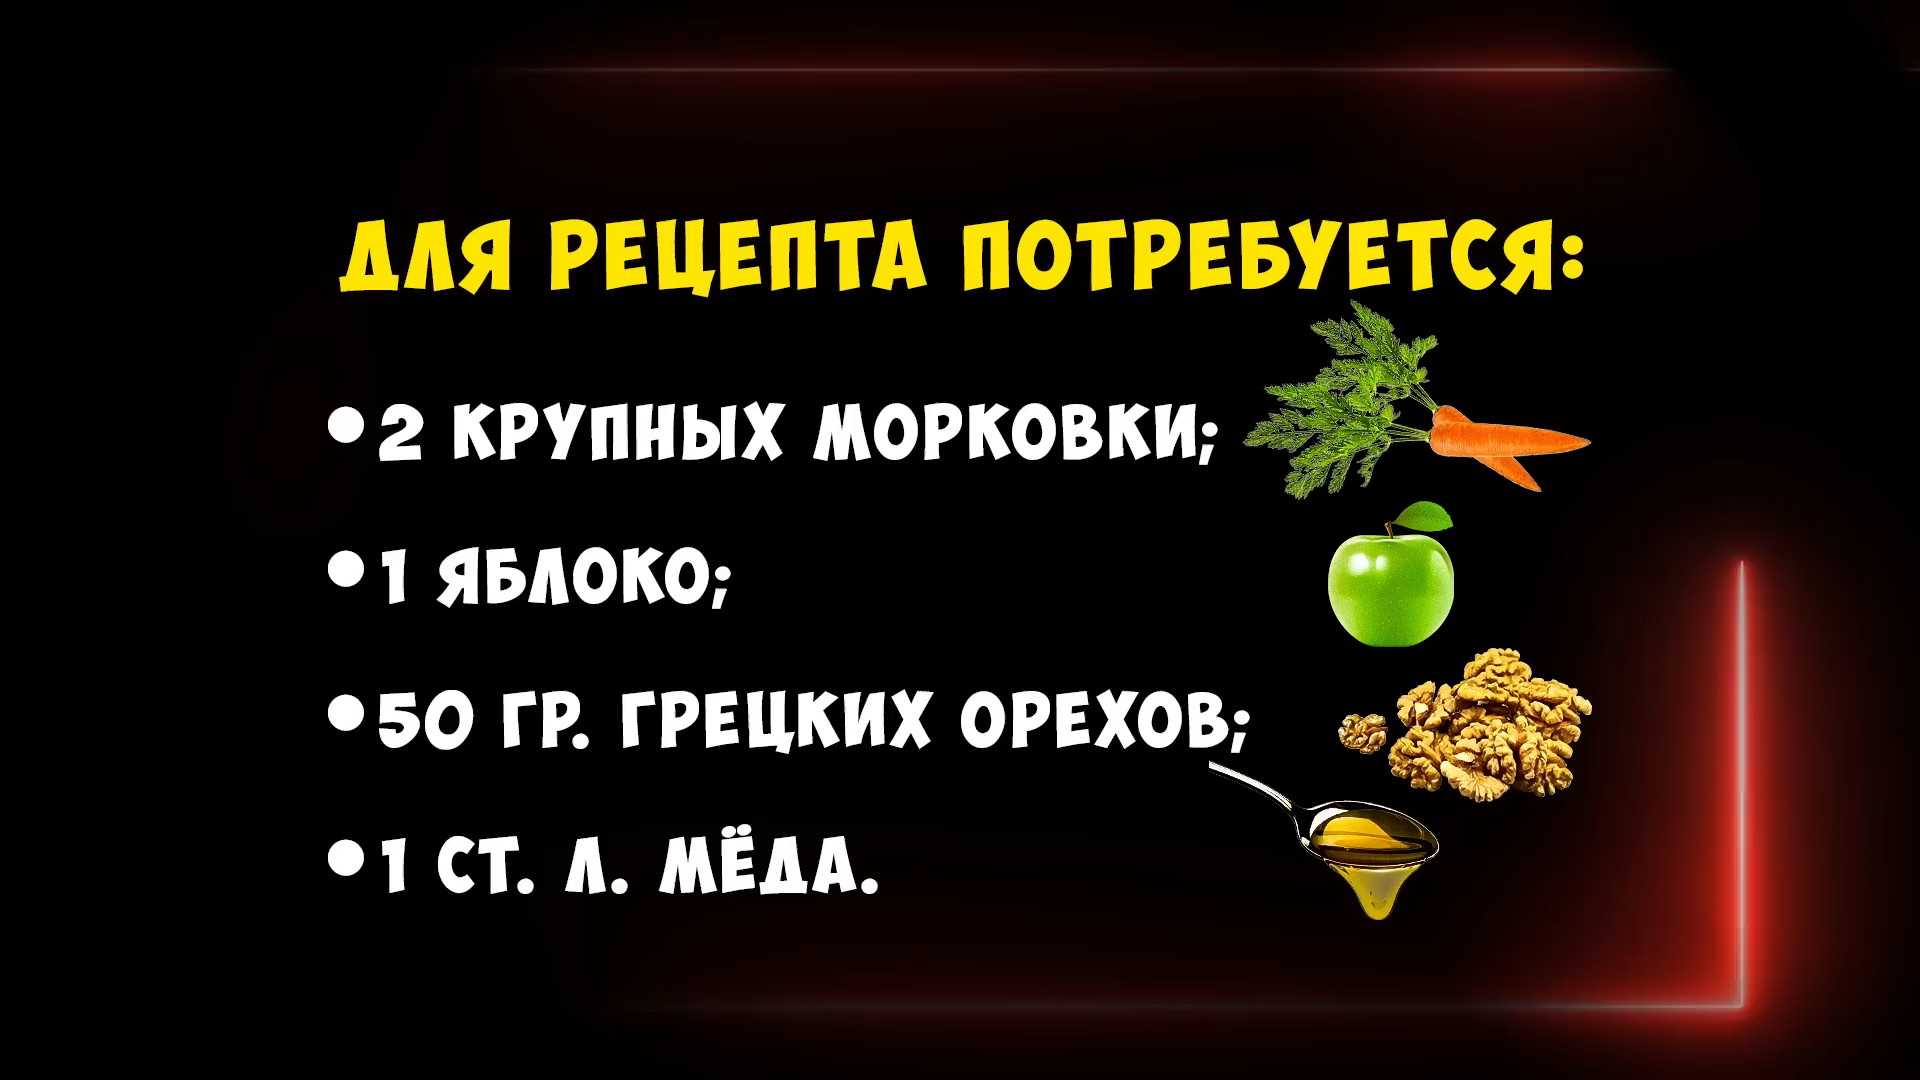 ДЛЯ РЕЦЕПТА ПОТРЕБУЕТСЯ:
•2 КРУПНЫХ МОРКОВКИ;
•1 ЯБЛОКО;
•50 ГР. ГРЕЦКИХ ОРЕХОВ;
•1 СТ. Л. МЁДА.